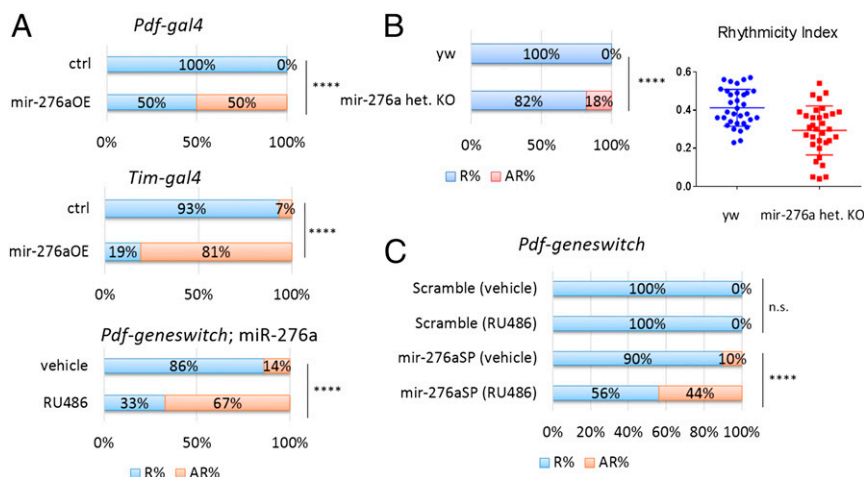 A
Pdf-gal4
ctrl
100%
0%
mir-276aOE
50%
50%
****
0%
50%
100%
Tim-gal4
ctrl
93%
7%
mir-276aOE
19%
81%
****
0%
50%
100%
Pdf-geneswitch; miR-276a
vehicle
86%
14%
RU486
33%
67%
****
0%
50%
100%
R%
AR%
B
yw
100%
0%
mir-276a het. KO
82%
18%
****
0%
50%
100%
R%
AR%
Rhythmicity Index
0.6
0.4
0.2
0.0
yw
mir-276a het. KO
C
Pdf-geneswitch
Scramble (vehicle)
100%
0%
Scramble (RU486)
100%
0%
n.s.
mir-276aSP (vehicle)
90%
10%
mir-276aSP (RU486)
56%
44%
****
0%
20%
40%
60%
80%
100%
R%
AR%